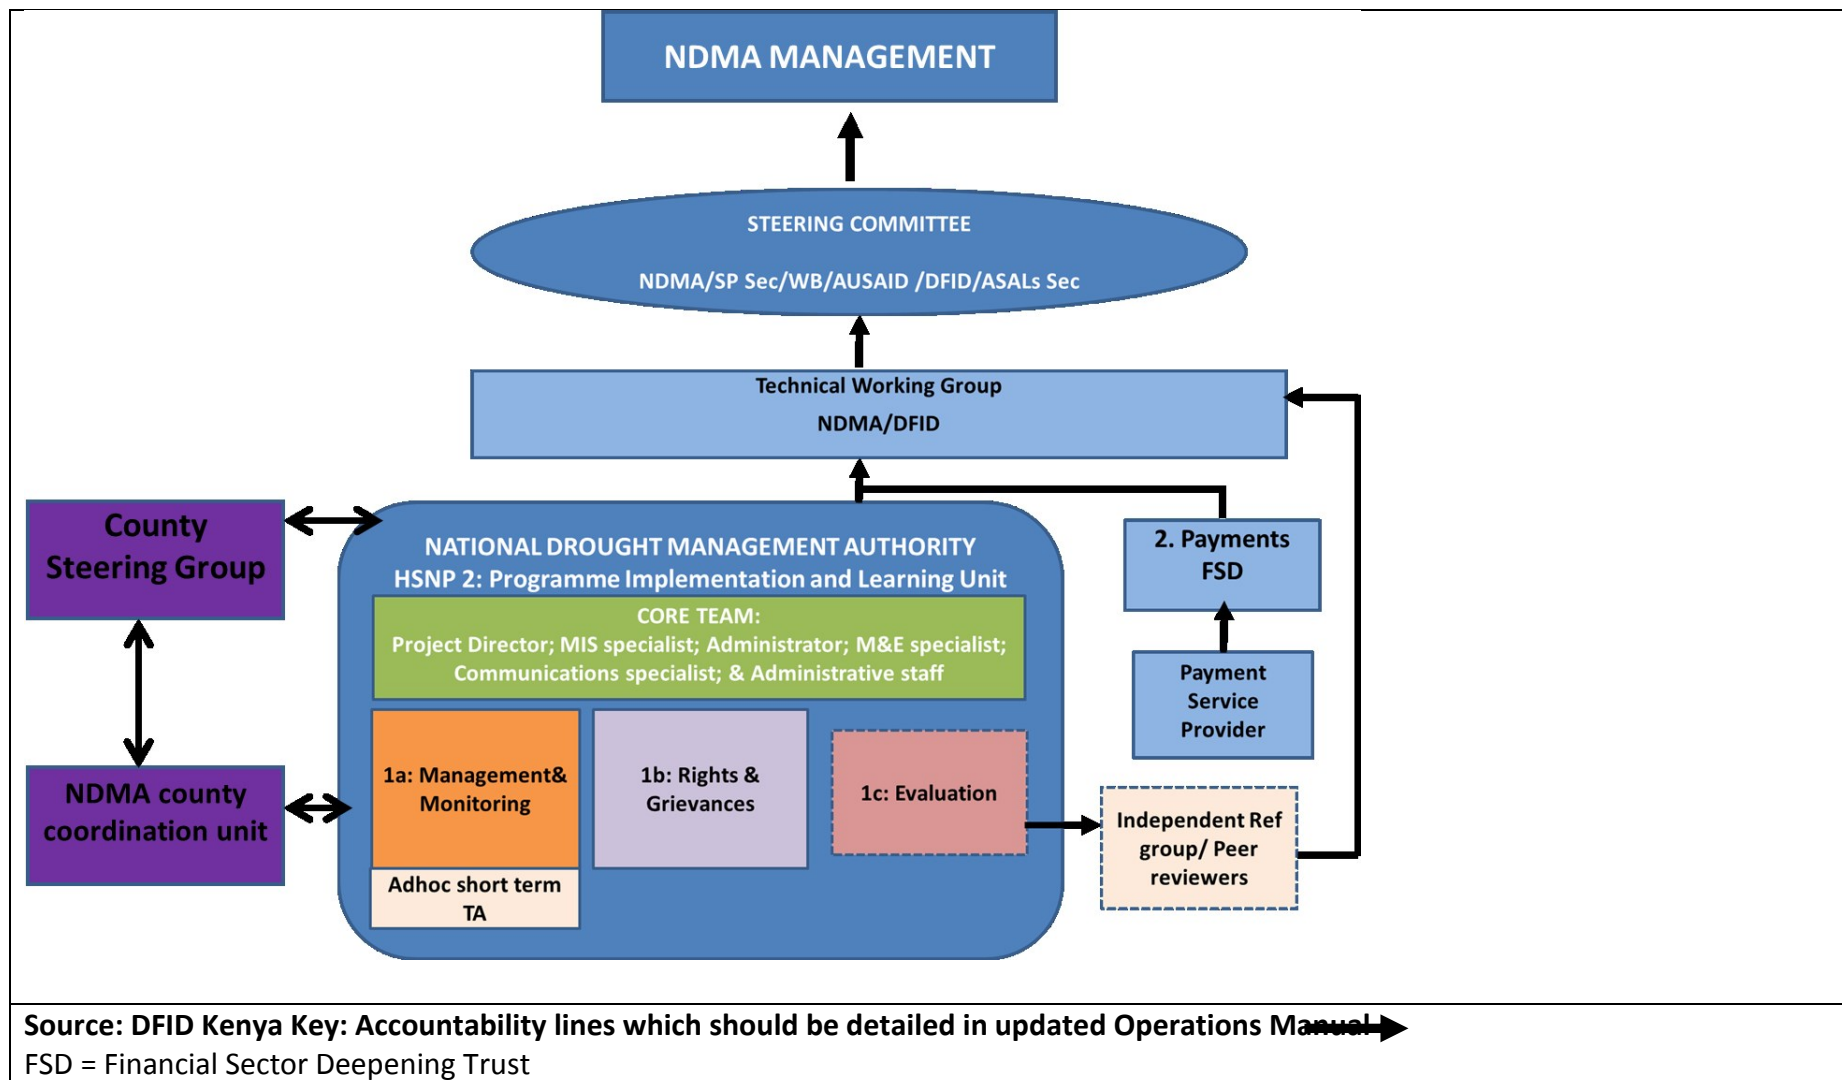 NDMA MANAGEMENT
STEERING COMMITTEE
NDMA/SP Sec/WB/AUSAID /DFID/ASALs Sec
Technical Working Group
NDMA/DFID
County
Steering Group
NATIONAL DROUGHT MANAGEMENT AUTHORITY
HSNP 2: Programme Implementation and Learning Unit
CORE TEAM:
Project Director; MIS specialist; Administrator; M&E specialist;
Communications specialist; & Administrative staff
2. Payments
FSD
Payment
Service
Provider
NDMA county
coordination unit
1a: Management&
Monitoring
1b: Rights &
Grievances
1c: Evaluation
Independent Ref
group/ Peer
reviewers
Adhoc short term
TA
Source: DFID Kenya Key: Accountability lines which should be detailed in updated Operations Manual
FSD = Financial Sector Deepening Trust